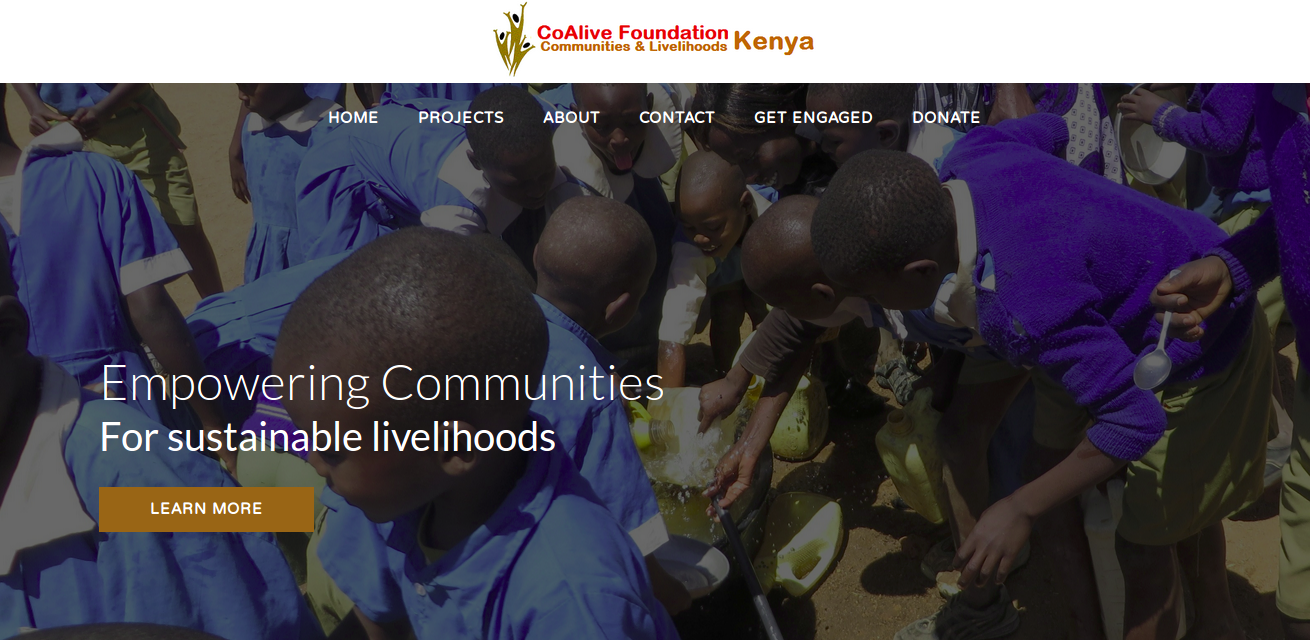 CoAlive Foundation
Communities & Livelihoods
Kenya
HOME PROJECTS ABOUT CONTACT GET ENGAGED DONATE
Empowering Communities
For sustainable livelihoods
LEARN MORE